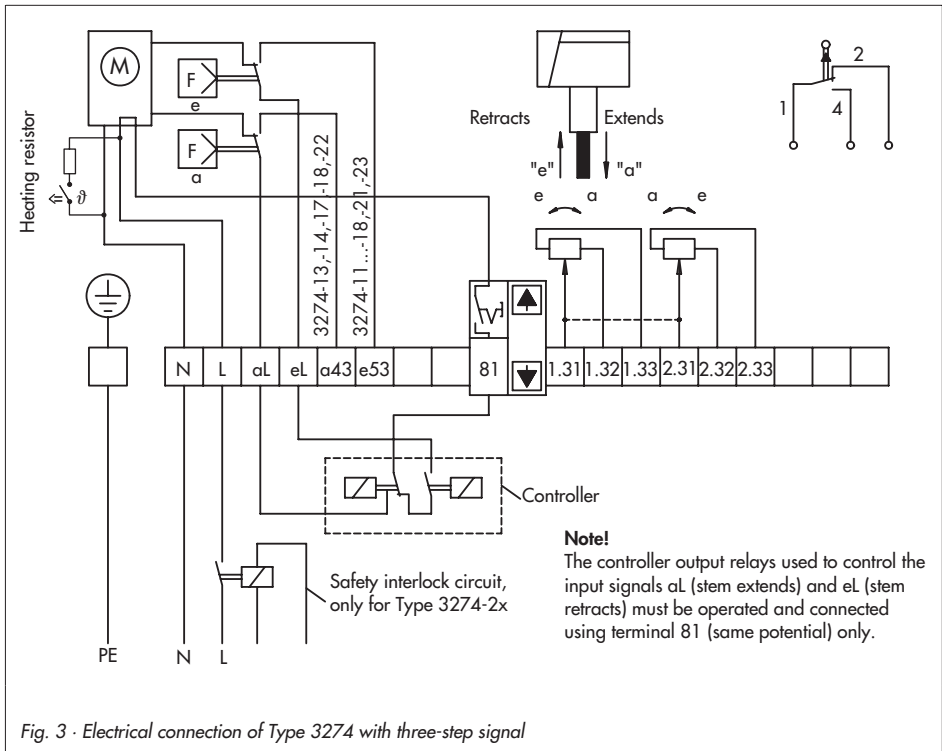 M
F
e
F
a
Heating resistor
ϑ
3274-13,-14,-17,-18,-22
3274-11...-18,-21,-23
Retracts
Extends
"e"
"a"
e
a
a
e
1
4
2
N
L
aL
eL
a43
e53
81
1.31
1.32
1.33
2.31
2.32
2.33
Controller
Safety interlock circuit,
only for Type 3274-2x
PE
N
L
Note!
The controller output relays used to control the
input signals aL (stem extends) and eL (stem
retracts) must be operated and connected
using terminal 81 (same potential) only.
Fig. 3 · Electrical connection of Type 3274 with three-step signal